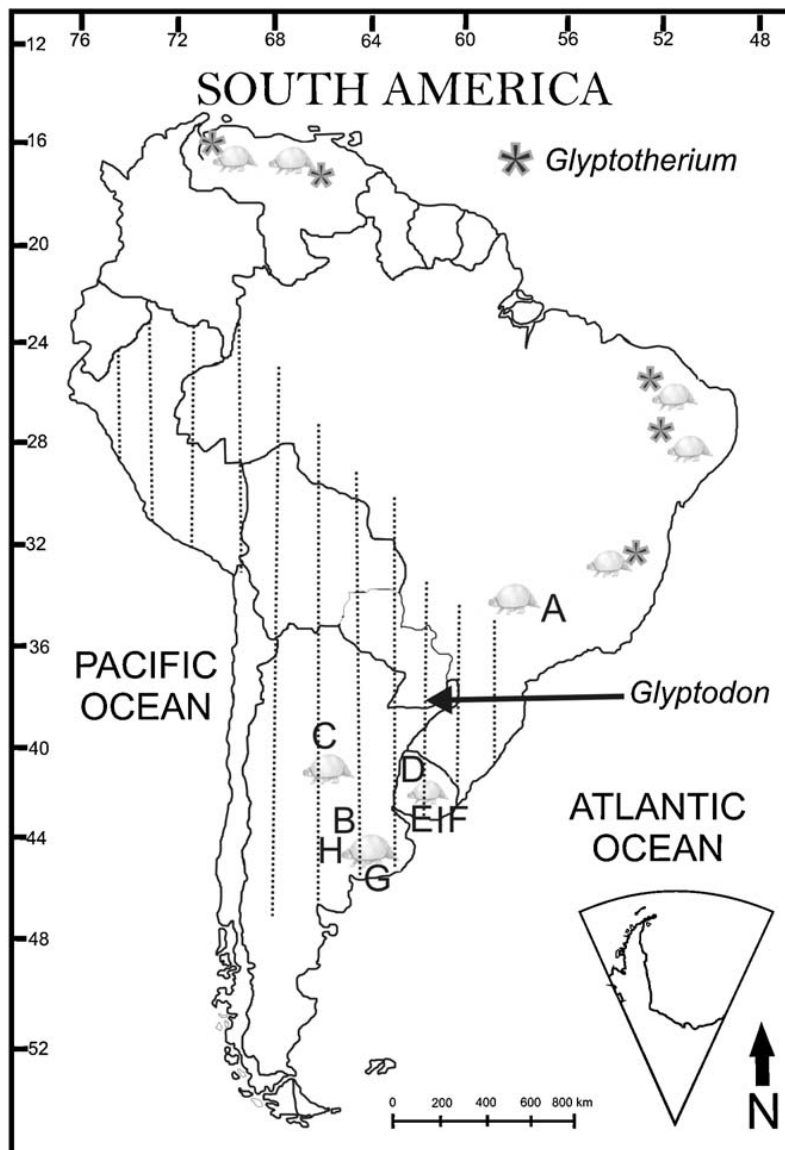 76 72 68 64 60 56 52 48
12
SOUTH AMERICA
16
Glyptotherium
20
24
28
32
A
36
PACIFIC
OCEAN
Glyptodon
40
C
D
ATLANTIC
OCEAN
44
B
EIF
H
G
48
52
0 200 400 600 800 km
N